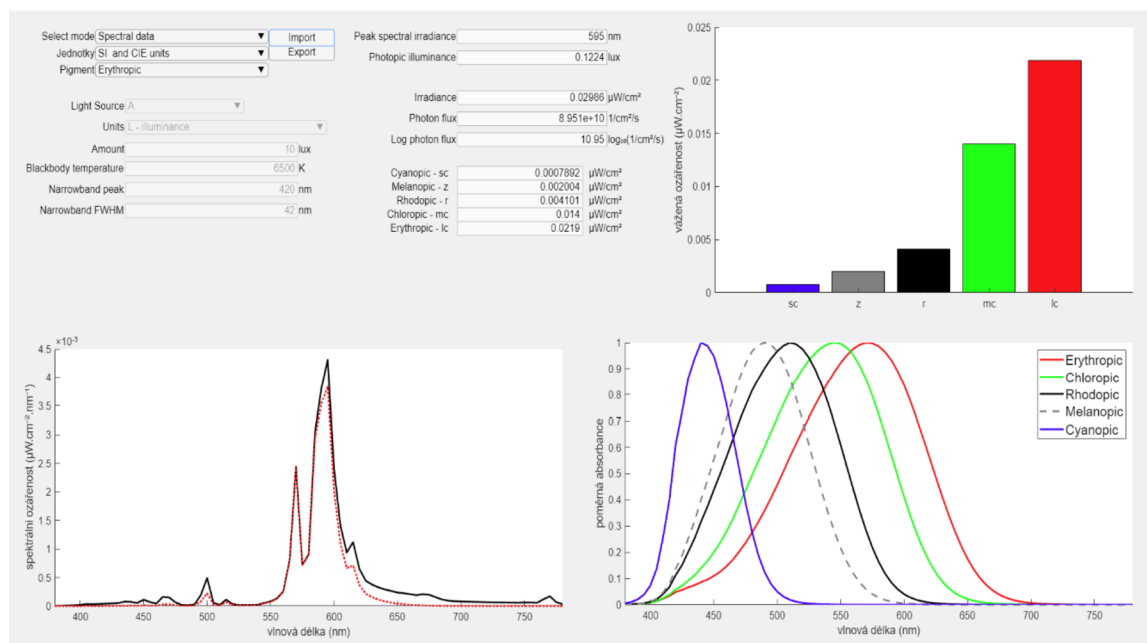 Select mode Spectral data Import
Jednotky SI and CIE units Export
Pigment Erythropic
Light Source A
Units L - illuminance
Amount 10 lux
Blackbody temperature 6500 K
Narrowband peak 420 nm
Narrowband FWHM 42 nm
Peak spectral irradiance 595 nm
Photopic illuminance 0.1224 lux
Irradiance 0.02986 µW/cm²
Photon flux 8.951e+10 1/cm²/s
Log photon flux 10.95 log₁₀(1/cm²/s)
Cyanopic - sc 0.0007892 µW/cm²
Melanopic - z 0.002004 µW/cm²
Rhodopic - r 0.004101 µW/cm²
Chloropic - mc 0.014 µW/cm²
Erythropic - lc 0.0219 µW/cm²
vážená ozářenost (µW.cm⁻²)
0.025
0.02
0.015
0.01
0.005
0
sc z r mc lc
×10⁻³
spektrálni ozářenost (µW.cm⁻².nm⁻¹)
4.5
4
3.5
3
2.5
2
1.5
1
0.5
0
400 450 500 550 600 650 700 750
vlnová délka (nm)
poměrná absorbance
1
0.9
0.8
0.7
0.6
0.5
0.4
0.3
0.2
0.1
0
400 450 500 550 600 650 700 750
vlnová délka (nm)
Erythropic
Chloropic
Rhodopic
Melanopic
Cyanopic